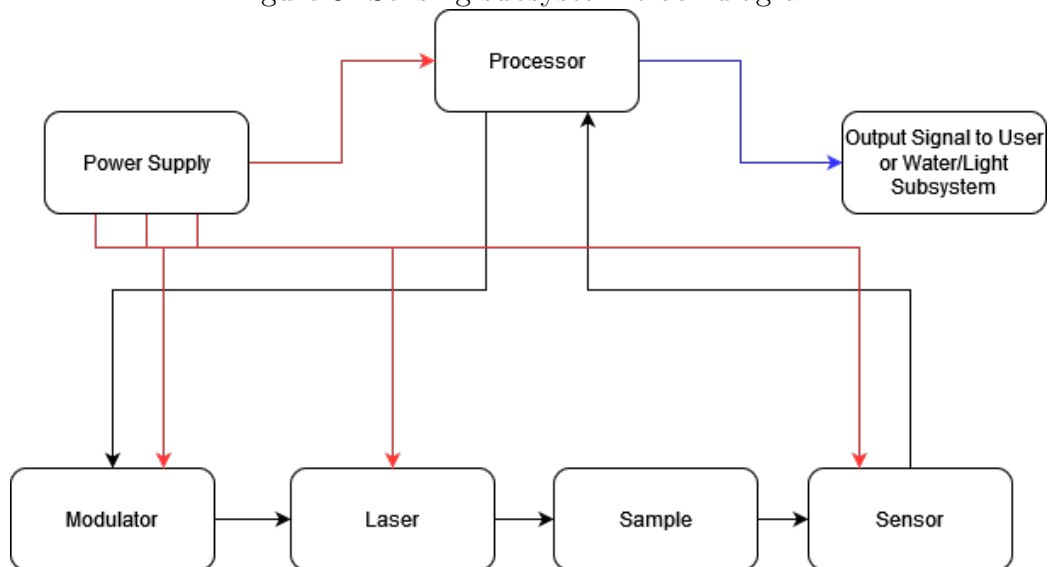 Processor
Power Supply
Output Signal to User
or Water/Light
Subsystem
Modulator
Laser
Sample
Sensor